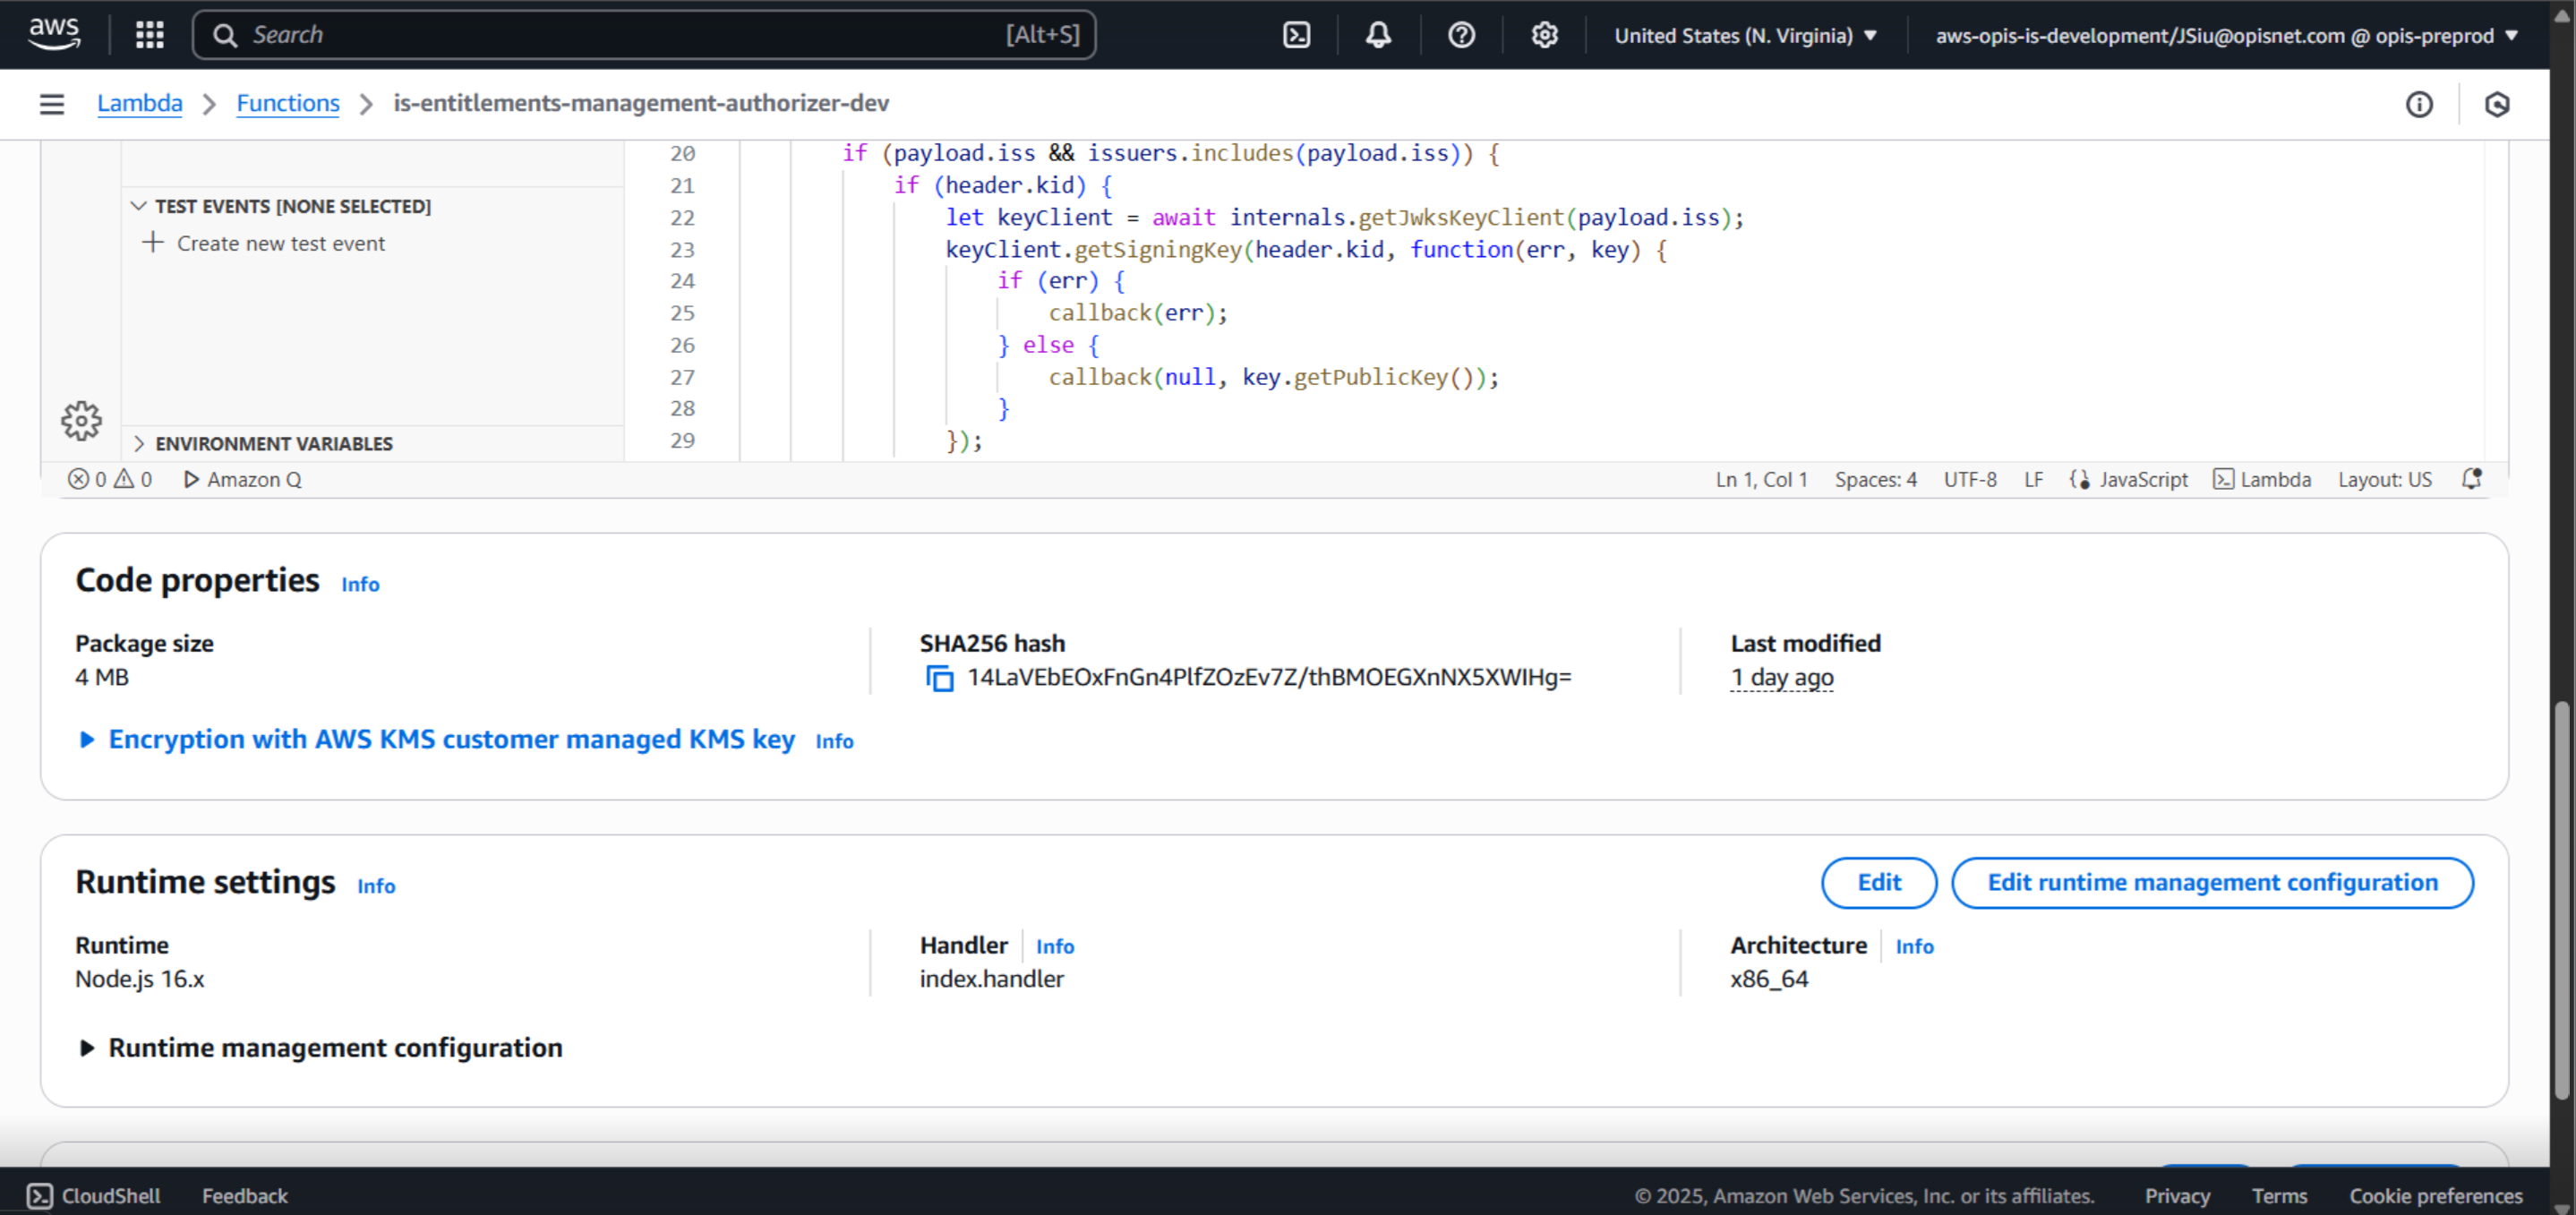 aws
Search [Alt+S]
United States (N. Virginia)
aws-opis-is-development/JSiu@opisnet.com @ opis-preprod
Lambda
Functions
is-entitlements-management-authorizer-dev
TEST EVENTS [NONE SELECTED]
Create new test event
ENVIRONMENT VARIABLES
20 if (payload.iss && issuers.includes(payload.iss)) {
21 if (header.kid) {
22 let keyClient = await internals.getJwksKeyClient(payload.iss);
23 keyClient.getSigningKey(header.kid, function(err, key) {
24 if (err) {
25 callback(err);
26 } else {
27 callback(null, key.getPublicKey());
28 }
29 });
0 0 Amazon Q
Ln 1, Col 1 Spaces: 4 UTF-8 LF JavaScript Lambda Layout: US
Code properties Info
Package size
4 MB
SHA256 hash
14LaVEbEOxFnGn4PlfZOzEv7Z/thBMOEGXnNX5XWIHg=
Last modified
1 day ago
Encryption with AWS KMS customer managed KMS key Info
Runtime settings Info
Edit
Edit runtime management configuration
Runtime
Node.js 16.x
Handler Info
index.handler
Architecture Info
x86_64
Runtime management configuration
CloudShell Feedback
© 2025, Amazon Web Services, Inc. or its affiliates. Privacy Terms Cookie preferences